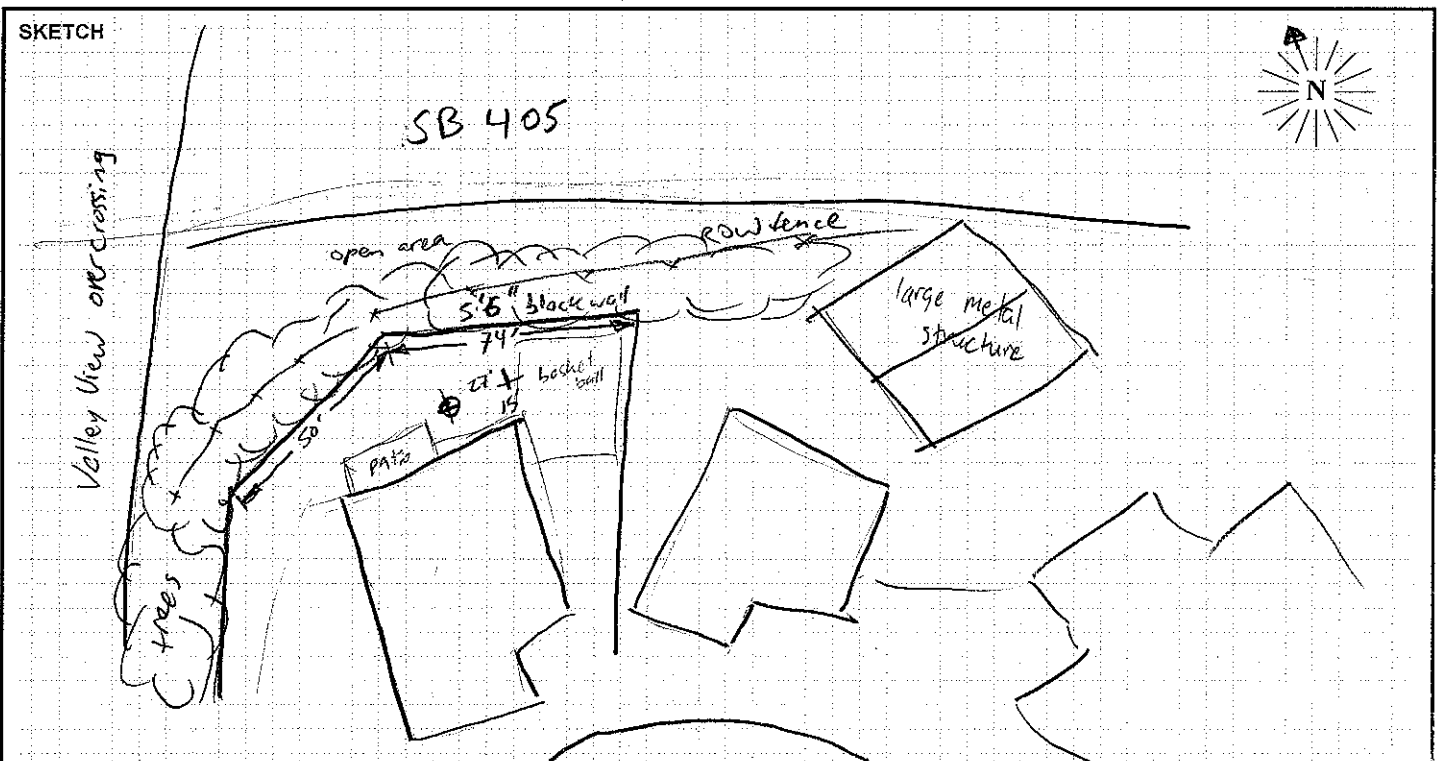 SKETCH
N
SB 405
Valley View overcrossing
open area
ROW fence
5'6" block wall
74'
large metal
structure
basket
ball
15
50'
patio
trees